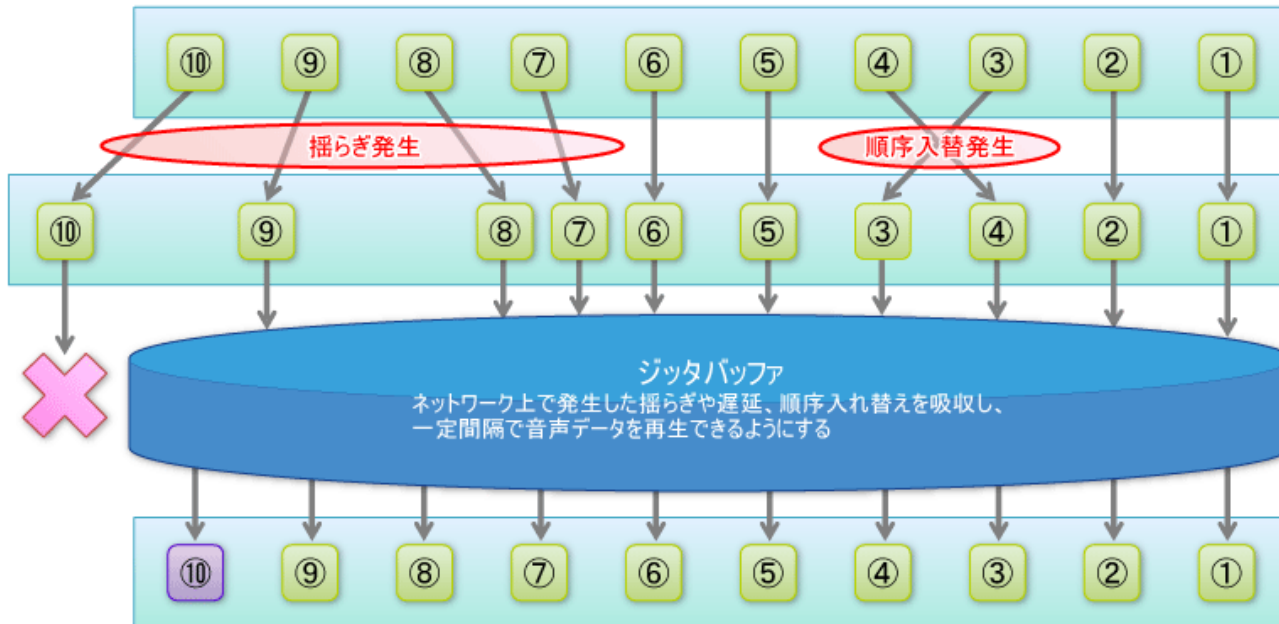 ⑩ ⑨ ⑧ ⑦ ⑥ ⑤ ④ ③ ② ①
揺らぎ発生 順序入替発生
⑩ ⑨ ⑧ ⑦ ⑥ ⑤ ③ ④ ② ①
ジッタバッファ
ネットワーク上で発生した揺らぎや遅延、順序入れ替えを吸収し、
一定間隔で音声データを再生できるようにする
⑩ ⑨ ⑧ ⑦ ⑥ ⑤ ④ ③ ② ①